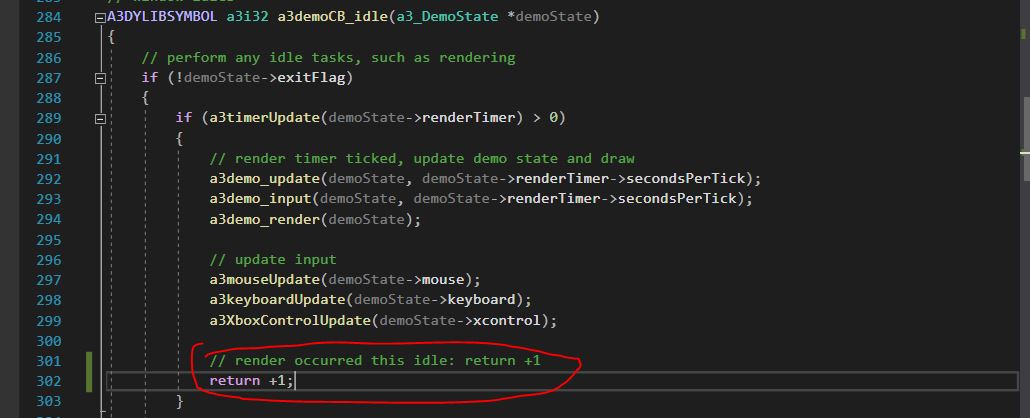 284 A3DYLIBSYMBOL a3i32 a3demoCB_idle(a3_DemoState *demoState)
285 {
286 // perform any idle tasks, such as rendering
287 if (!demoState->exitFlag)
288 {
289 if (a3timerUpdate(demoState->renderTimer) > 0)
290 {
291 // render timer ticked, update demo state and draw
292 a3demo_update(demoState, demoState->renderTimer->secondsPerTick);
293 a3demo_input(demoState, demoState->renderTimer->secondsPerTick);
294 a3demo_render(demoState);
295
296 // update input
297 a3mouseUpdate(demoState->mouse);
298 a3keyboardUpdate(demoState->keyboard);
299 a3XboxControlUpdate(demoState->xcontrol);
300
301 // render occurred this idle: return +1
302 return +1;
303 }